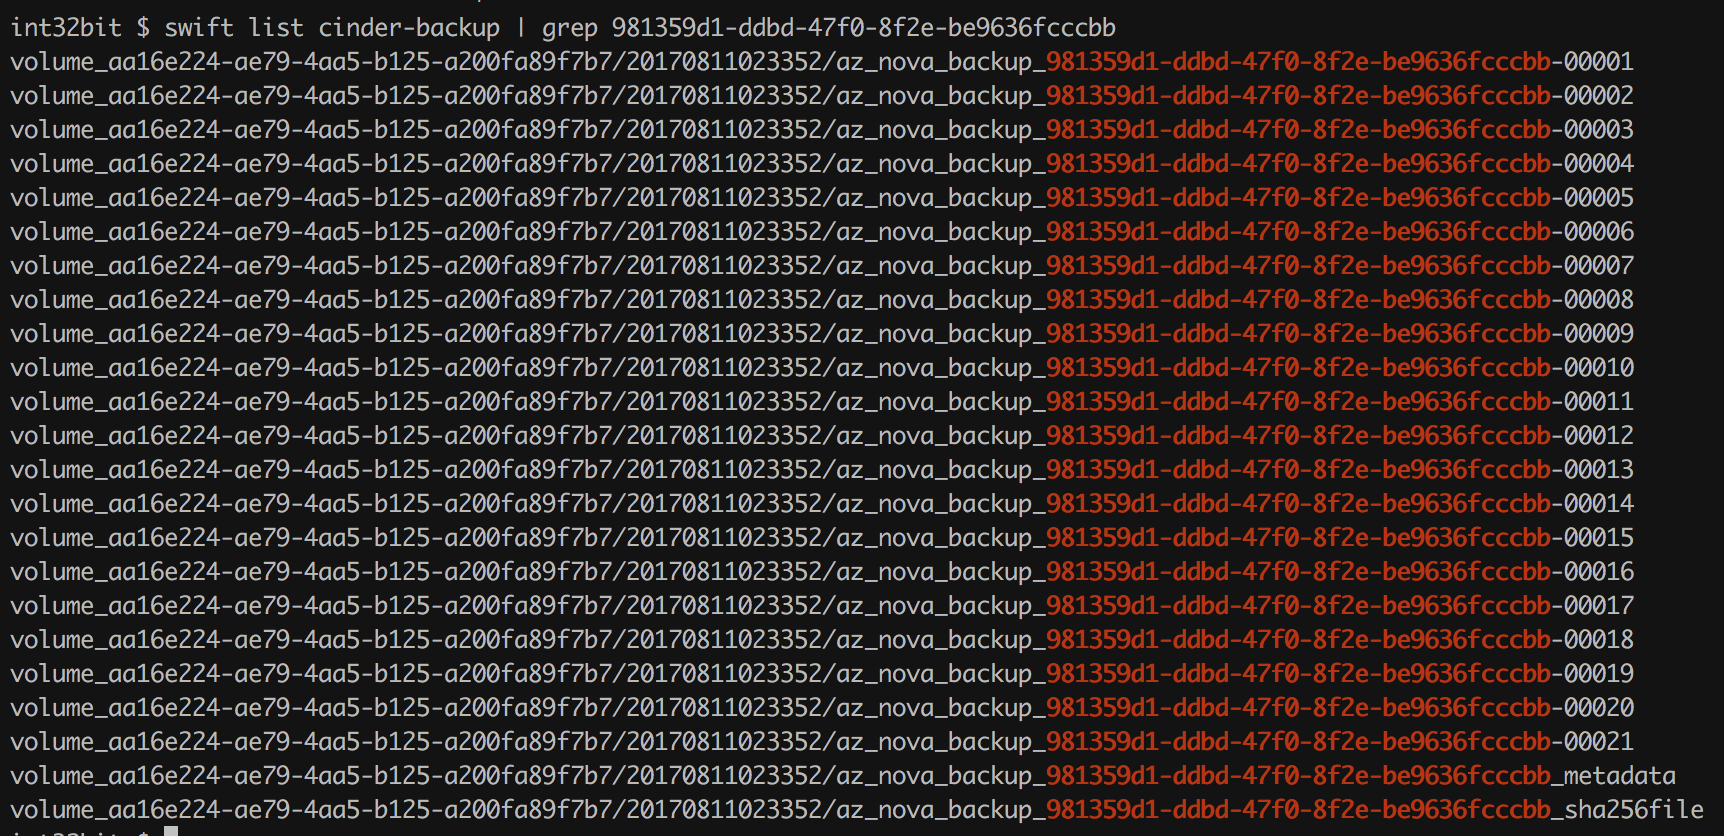 int32bit $ swift list cinder-backup | grep 981359d1-ddbd-47f0-8f2e-be9636fcccbb
volume_aa16e224-ae79-4aa5-b125-a200fa89f7b7/20170811023352/az_nova_backup_981359d1-ddbd-47f0-8f2e-be9636fcccbb-00001
volume_aa16e224-ae79-4aa5-b125-a200fa89f7b7/20170811023352/az_nova_backup_981359d1-ddbd-47f0-8f2e-be9636fcccbb-00002
volume_aa16e224-ae79-4aa5-b125-a200fa89f7b7/20170811023352/az_nova_backup_981359d1-ddbd-47f0-8f2e-be9636fcccbb-00003
volume_aa16e224-ae79-4aa5-b125-a200fa89f7b7/20170811023352/az_nova_backup_981359d1-ddbd-47f0-8f2e-be9636fcccbb-00004
volume_aa16e224-ae79-4aa5-b125-a200fa89f7b7/20170811023352/az_nova_backup_981359d1-ddbd-47f0-8f2e-be9636fcccbb-00005
volume_aa16e224-ae79-4aa5-b125-a200fa89f7b7/20170811023352/az_nova_backup_981359d1-ddbd-47f0-8f2e-be9636fcccbb-00006
volume_aa16e224-ae79-4aa5-b125-a200fa89f7b7/20170811023352/az_nova_backup_981359d1-ddbd-47f0-8f2e-be9636fcccbb-00007
volume_aa16e224-ae79-4aa5-b125-a200fa89f7b7/20170811023352/az_nova_backup_981359d1-ddbd-47f0-8f2e-be9636fcccbb-00008
volume_aa16e224-ae79-4aa5-b125-a200fa89f7b7/20170811023352/az_nova_backup_981359d1-ddbd-47f0-8f2e-be9636fcccbb-00009
volume_aa16e224-ae79-4aa5-b125-a200fa89f7b7/20170811023352/az_nova_backup_981359d1-ddbd-47f0-8f2e-be9636fcccbb-00010
volume_aa16e224-ae79-4aa5-b125-a200fa89f7b7/20170811023352/az_nova_backup_981359d1-ddbd-47f0-8f2e-be9636fcccbb-00011
volume_aa16e224-ae79-4aa5-b125-a200fa89f7b7/20170811023352/az_nova_backup_981359d1-ddbd-47f0-8f2e-be9636fcccbb-00012
volume_aa16e224-ae79-4aa5-b125-a200fa89f7b7/20170811023352/az_nova_backup_981359d1-ddbd-47f0-8f2e-be9636fcccbb-00013
volume_aa16e224-ae79-4aa5-b125-a200fa89f7b7/20170811023352/az_nova_backup_981359d1-ddbd-47f0-8f2e-be9636fcccbb-00014
volume_aa16e224-ae79-4aa5-b125-a200fa89f7b7/20170811023352/az_nova_backup_981359d1-ddbd-47f0-8f2e-be9636fcccbb-00015
volume_aa16e224-ae79-4aa5-b125-a200fa89f7b7/20170811023352/az_nova_backup_981359d1-ddbd-47f0-8f2e-be9636fcccbb-00016
volume_aa16e224-ae79-4aa5-b125-a200fa89f7b7/20170811023352/az_nova_backup_981359d1-ddbd-47f0-8f2e-be9636fcccbb-00017
volume_aa16e224-ae79-4aa5-b125-a200fa89f7b7/20170811023352/az_nova_backup_981359d1-ddbd-47f0-8f2e-be9636fcccbb-00018
volume_aa16e224-ae79-4aa5-b125-a200fa89f7b7/20170811023352/az_nova_backup_981359d1-ddbd-47f0-8f2e-be9636fcccbb-00019
volume_aa16e224-ae79-4aa5-b125-a200fa89f7b7/20170811023352/az_nova_backup_981359d1-ddbd-47f0-8f2e-be9636fcccbb-00020
volume_aa16e224-ae79-4aa5-b125-a200fa89f7b7/20170811023352/az_nova_backup_981359d1-ddbd-47f0-8f2e-be9636fcccbb-00021
volume_aa16e224-ae79-4aa5-b125-a200fa89f7b7/20170811023352/az_nova_backup_981359d1-ddbd-47f0-8f2e-be9636fcccbb_metadata
volume_aa16e224-ae79-4aa5-b125-a200fa89f7b7/20170811023352/az_nova_backup_981359d1-ddbd-47f0-8f2e-be9636fcccbb_sha256file
int32bit $